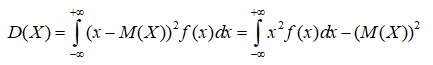 D(X) = ∫_{-∞}^{+∞} (x − M(X))² f(x)dx = ∫_{-∞}^{+∞} x² f(x)dx − (M(X))²